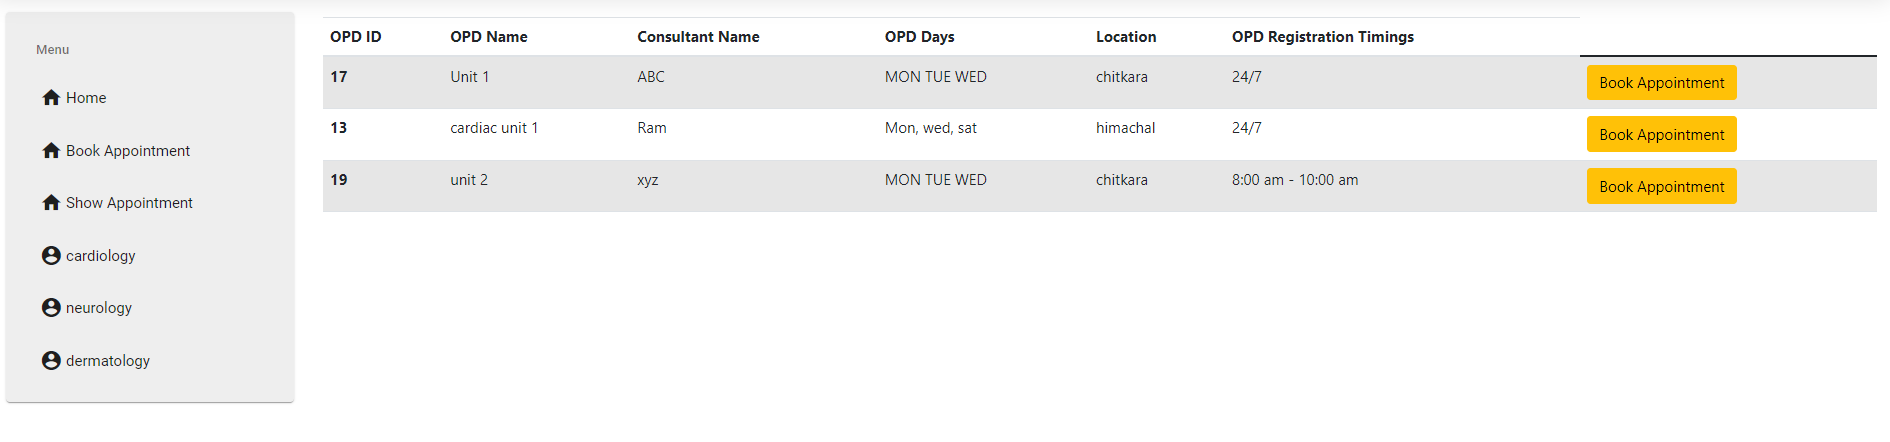 Menu
Home
Book Appointment
Show Appointment
cardiology
neurology
dermatology
OPD ID OPD Name Consultant Name OPD Days Location OPD Registration Timings
17 Unit 1 ABC MON TUE WED chitkara 24/7 Book Appointment
13 cardiac unit 1 Ram Mon, wed, sat himachal 24/7 Book Appointment
19 unit 2 xyz MON TUE WED chitkara 8:00 am - 10:00 am Book Appointment